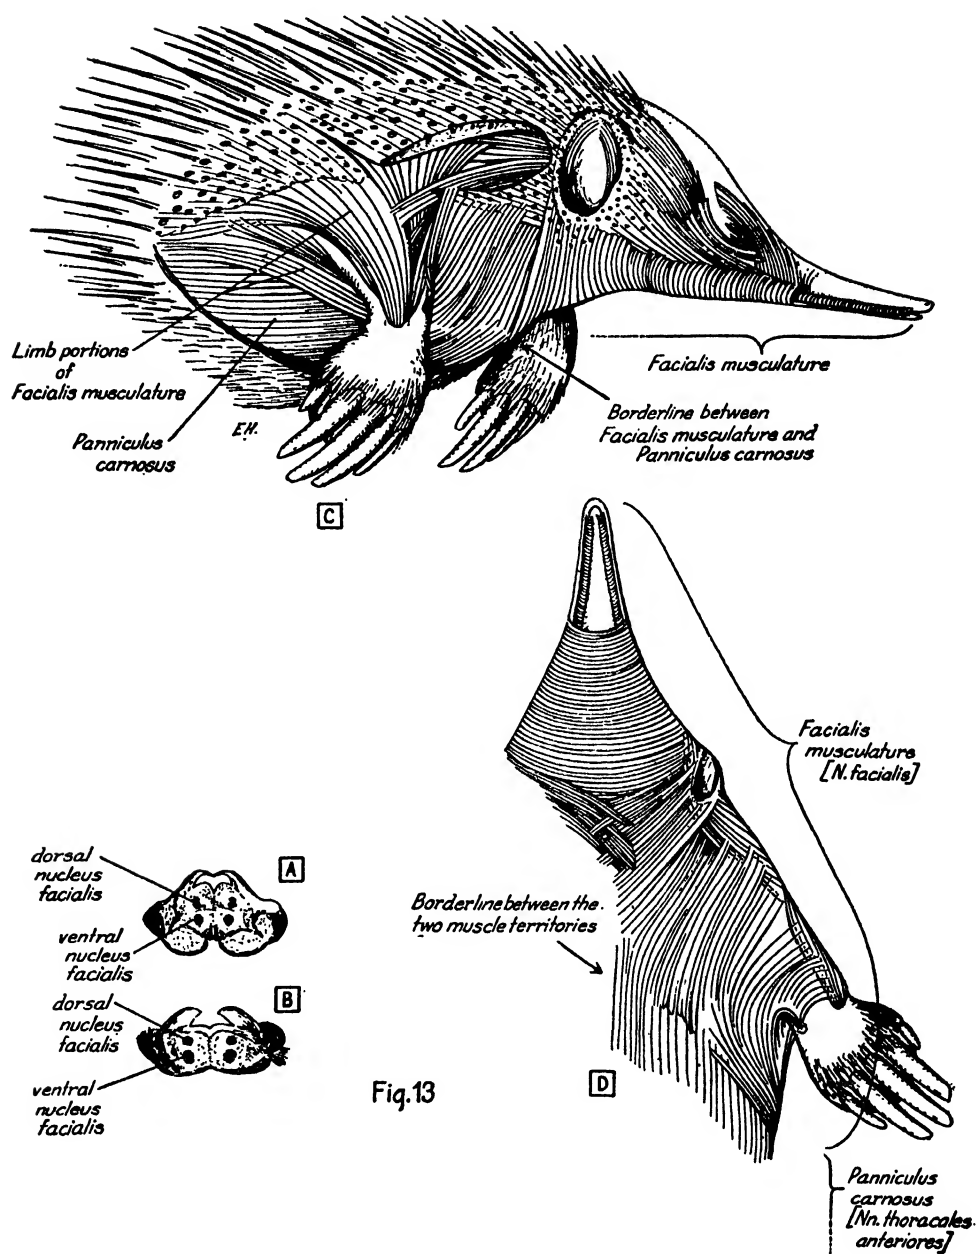 Limb portions
of
Facialis musculature
Panniculus
carnosus
E.H.
Facialis musculature
Borderline between
Facialis musculature and
Panniculus carnosus
C
Facialis
musculature
[N. facialis]
Borderline between the
two muscle territories
D
Panniculus
carnosus
[Nn. thoracales
anteriores]
dorsal
nucleus
facialis
A
ventral
nucleus
facialis
dorsal
nucleus
facialis
B
ventral
nucleus
facialis
Fig. 13